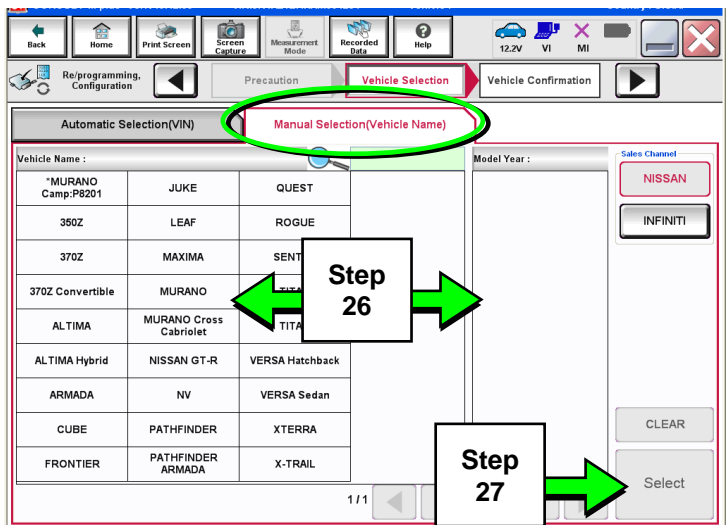 Back
Home
Print Screen
Screen
Capture
Measurement
Mode
Recorded
Data
Help
12.2V
VI
MI
Re/programming,
Configuration
Precaution
Vehicle Selection
Vehicle Confirmation
Automatic Selection(VIN)
Manual Selection(Vehicle Name)
Vehicle Name :
Model Year :
Sales Channel
*MURANO
Camp:P8201
JUKE
QUEST
NISSAN
350Z
LEAF
ROGUE
INFINITI
370Z
MAXIMA
SENT
370Z Convertible
MURANO
Step
26
ALTIMA
MURANO Cross
Cabriolet
TITA
ALTIMA Hybrid
NISSAN GT-R
VERSA Hatchback
ARMADA
NV
VERSA Sedan
CUBE
PATHFINDER
XTERRA
CLEAR
FRONTIER
PATHFINDER
ARMADA
X-TRAIL
Step
27
Select
1/1